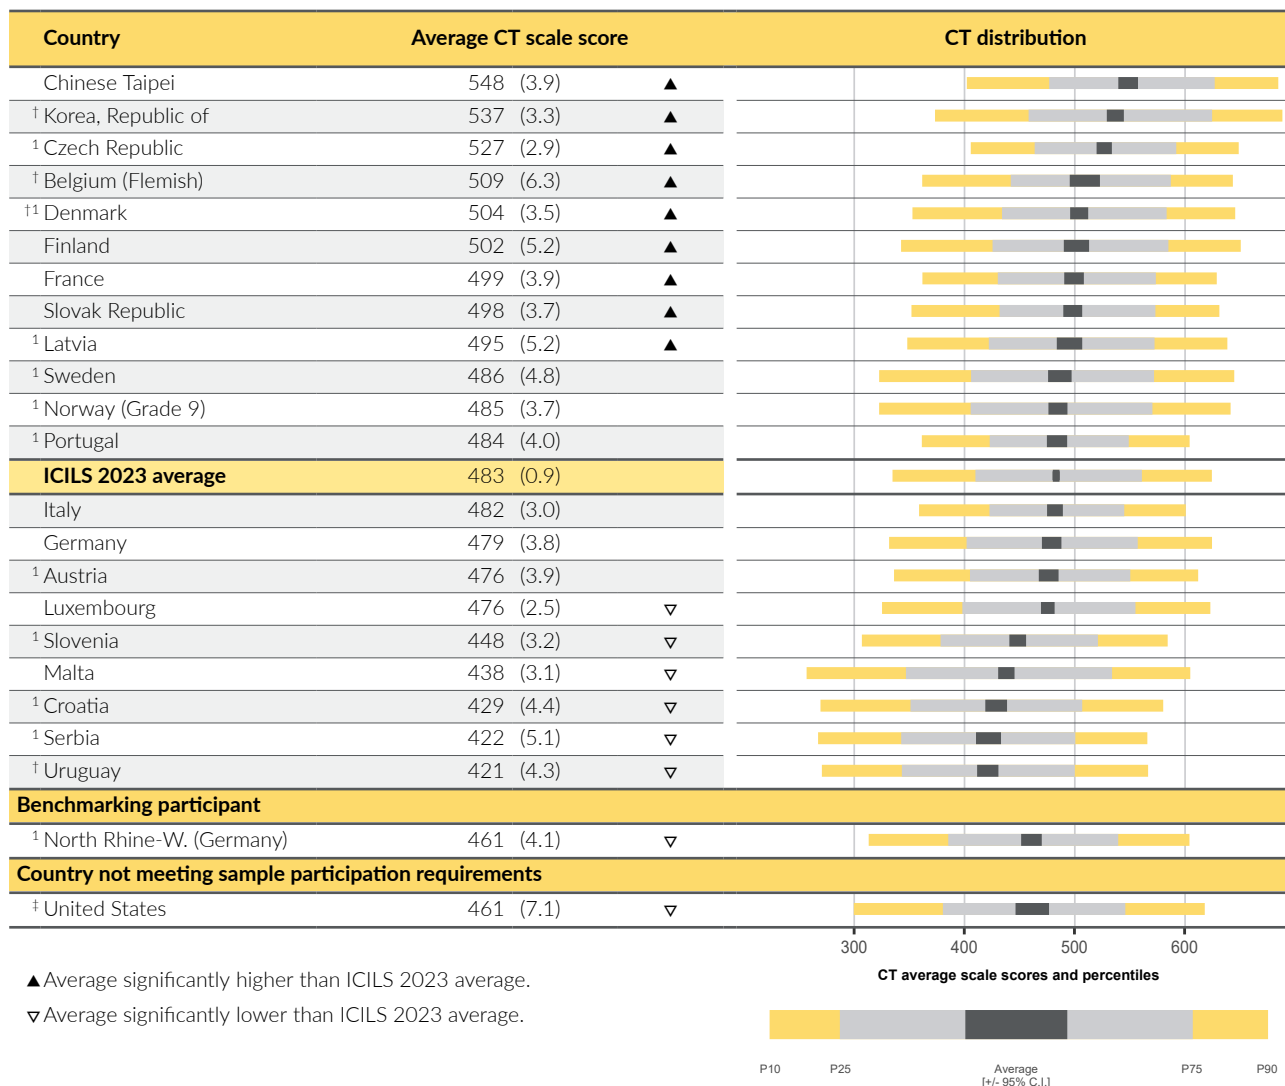 Country Average CT scale score CT distribution
Chinese Taipei 548 (3.9) ▲
† Korea, Republic of 537 (3.3) ▲
1 Czech Republic 527 (2.9) ▲
† Belgium (Flemish) 509 (6.3) ▲
†1 Denmark 504 (3.5) ▲
Finland 502 (5.2) ▲
France 499 (3.9) ▲
Slovak Republic 498 (3.7) ▲
1 Latvia 495 (5.2) ▲
1 Sweden 486 (4.8)
1 Norway (Grade 9) 485 (3.7)
1 Portugal 484 (4.0)
ICILS 2023 average 483 (0.9)
Italy 482 (3.0)
Germany 479 (3.8)
1 Austria 476 (3.9)
Luxembourg 476 (2.5) ▽
1 Slovenia 448 (3.2) ▽
Malta 438 (3.1) ▽
1 Croatia 429 (4.4) ▽
1 Serbia 422 (5.1) ▽
† Uruguay 421 (4.3) ▽
Benchmarking participant
1 North Rhine-W. (Germany) 461 (4.1) ▽
Country not meeting sample participation requirements
‡ United States 461 (7.1) ▽
300 400 500 600
CT average scale scores and percentiles
▲ Average significantly higher than ICILS 2023 average.
▽ Average significantly lower than ICILS 2023 average.
P10 P25 Average P75 P90
[+/- 95% C.I.]